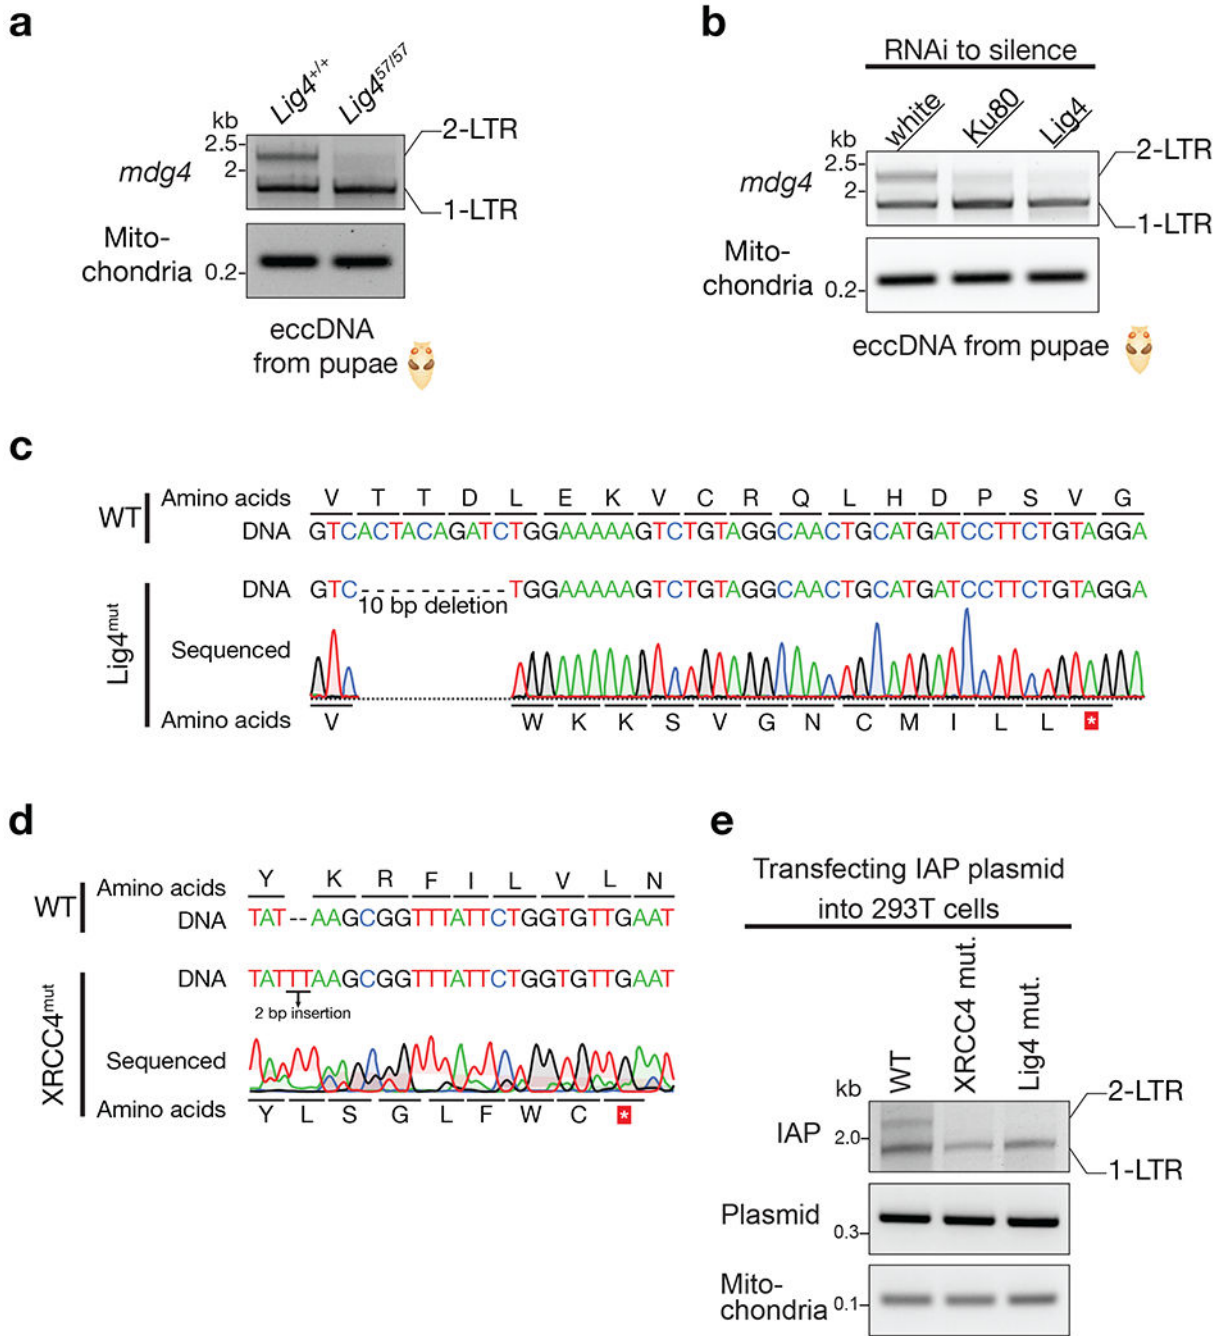 a
Lig4+/+ Lig457/57
kb
2.5-
2-
mdg4
2-LTR
1-LTR
Mito-
chondria
0.2-
eccDNA
from pupae
b
RNAi to silence
white Ku80 Lig4
kb
2.5-
2-
mdg4
2-LTR
1-LTR
Mito-
chondria
0.2-
eccDNA from pupae
c
WT
Amino acids V T T D L E K V C R Q L H D P S V G
DNA GTCACTACAGATCTGGAAAAAGTCTGTAGGCAACTGCATGATCCTTCTGTAGGA
Lig4mut
DNA GTC-----------TGGAAAAAGTCTGTAGGCAACTGCATGATCCTTCTGTAGGA
10 bp deletion
Sequenced
Amino acids V W K K S V G N C M I L L *
d
WT
Amino acids Y K R F I L V L N
DNA TAT--AAGCGGTTTATTCTGGTGTTGAAT
XRCC4mut
DNA TATTTAAGCGGTTTATTCTGGTGTTGAAT
2 bp insertion
Sequenced
Amino acids Y L S G L F W C *
e
Transfecting IAP plasmid
into 293T cells
WT XRCC4 mut. Lig4 mut.
kb
IAP
2.0-
2-LTR
1-LTR
Plasmid
0.3-
Mito-
chondria
0.1-